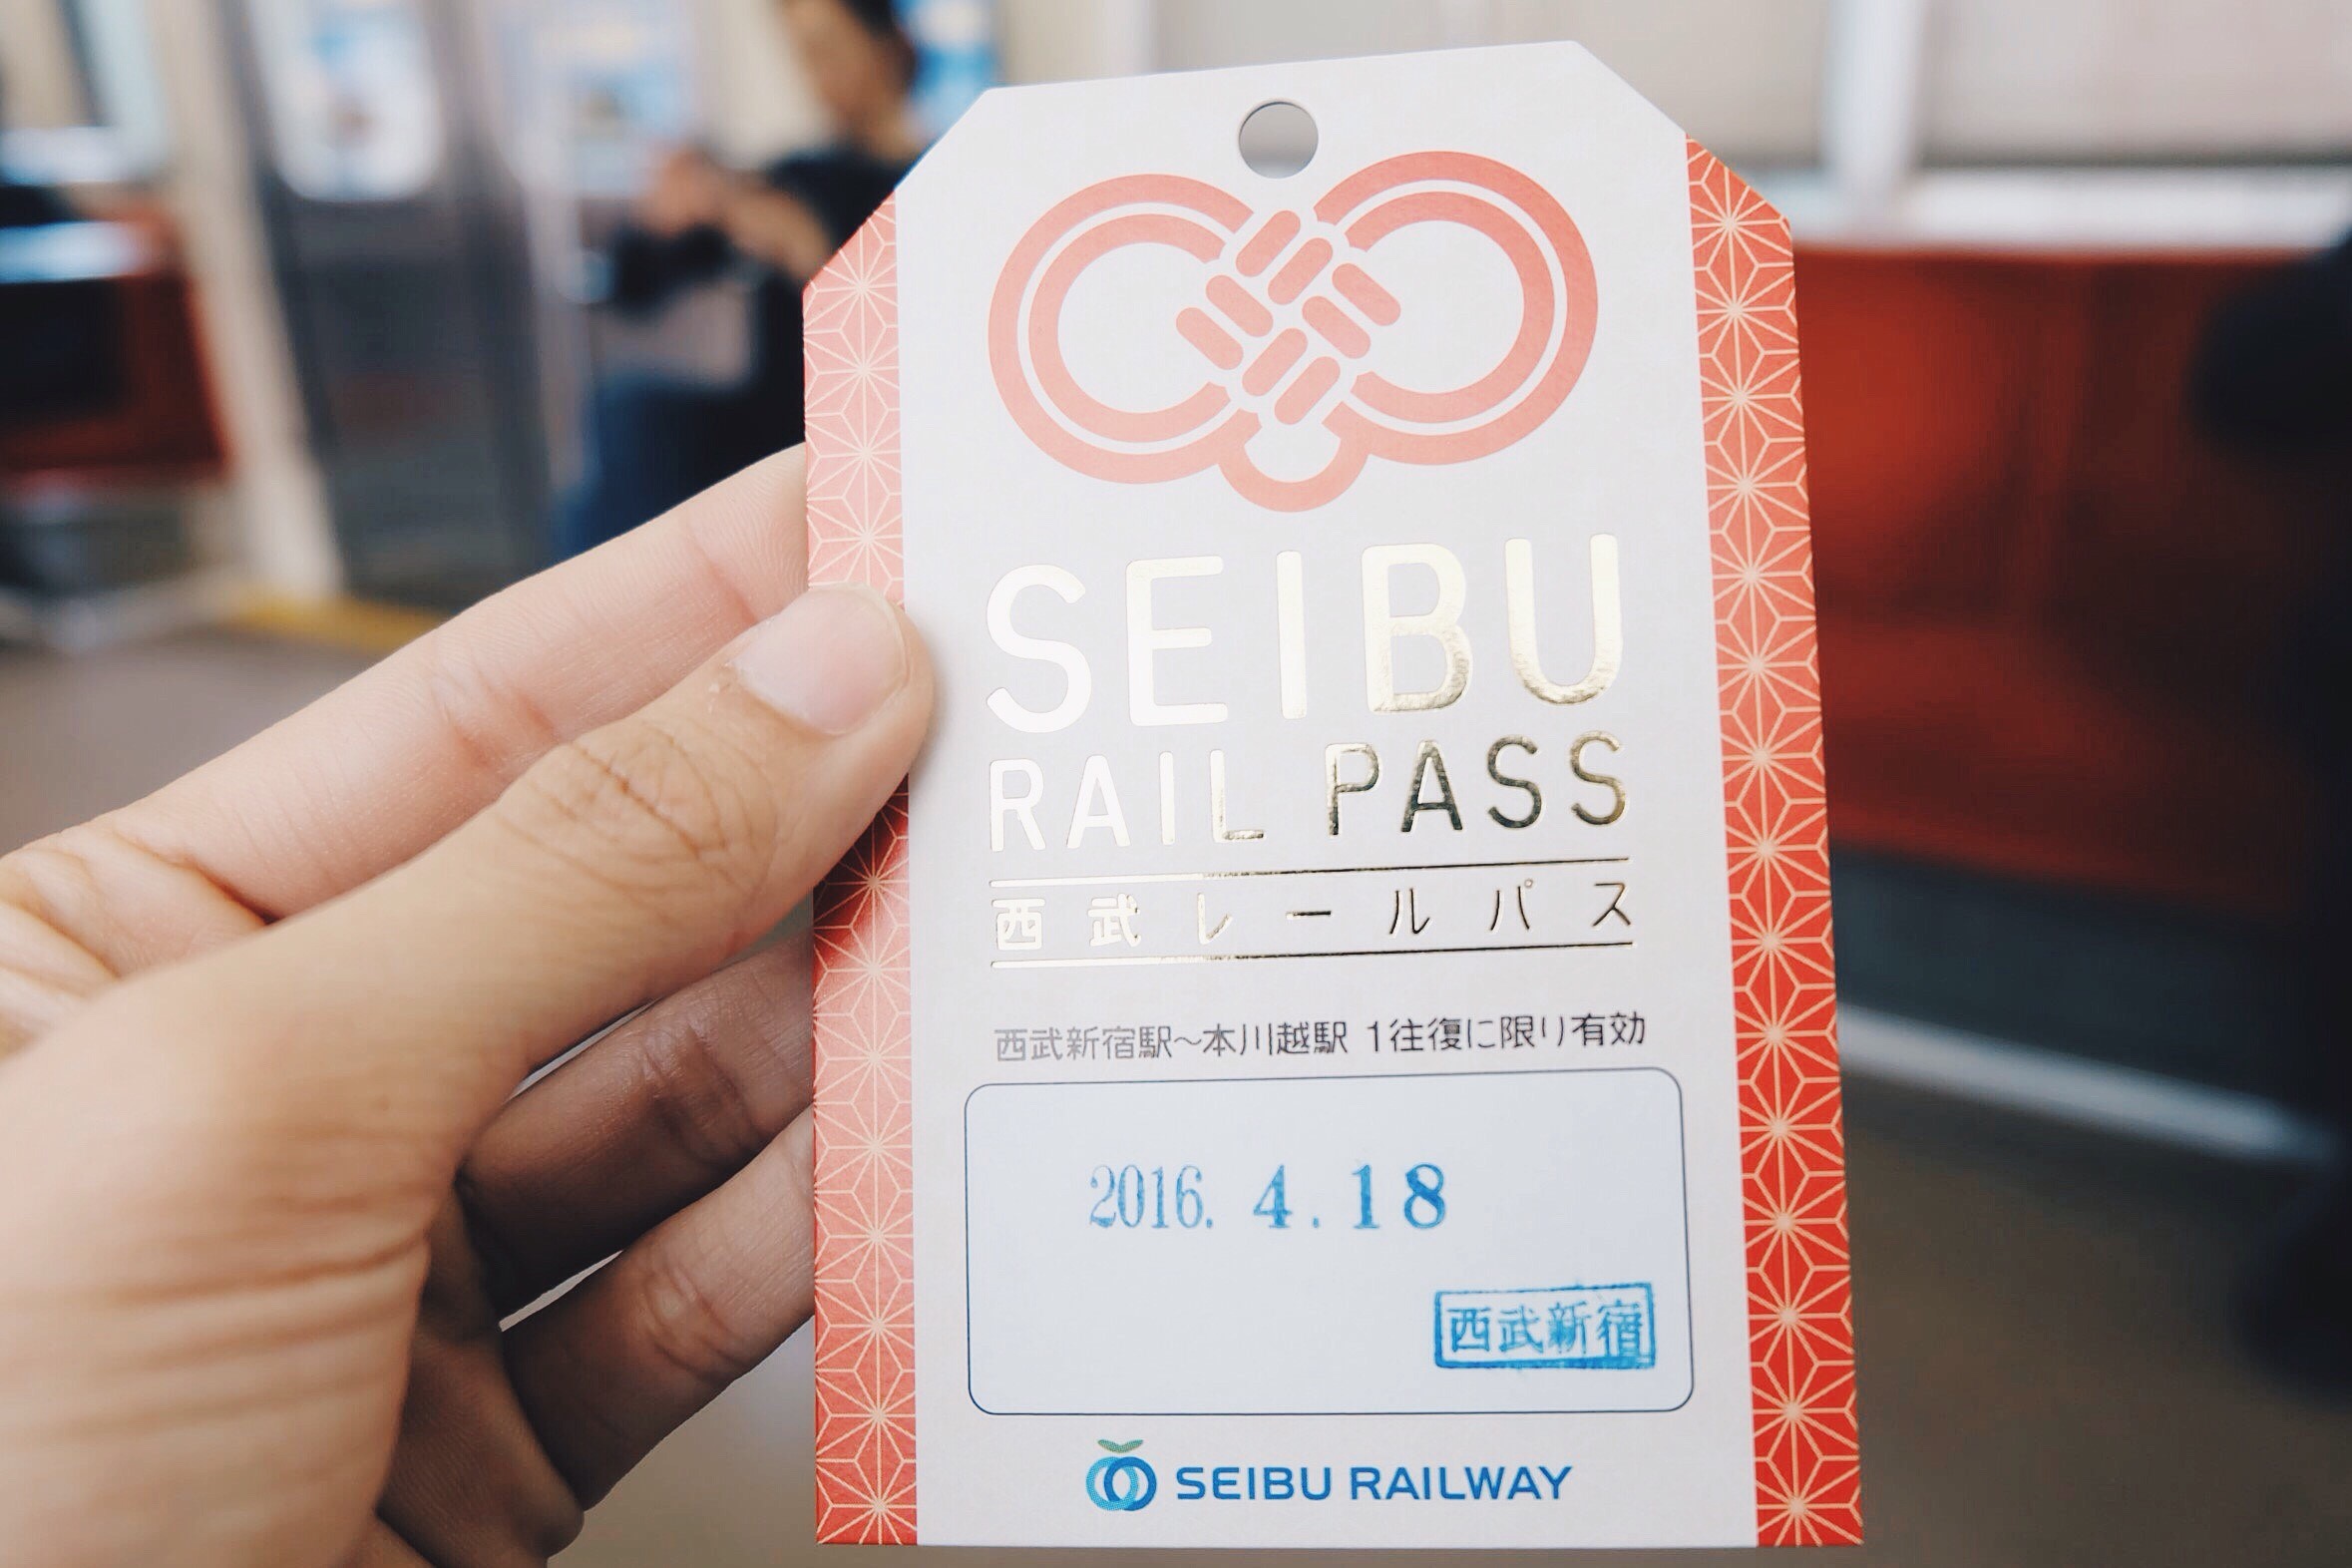 SEIBU
RAIL PASS
西武レールパス
西武新宿駅〜本川越駅 1往復に限り有効
2016. 4.18
西武新宿
SEIBU RAILWAY